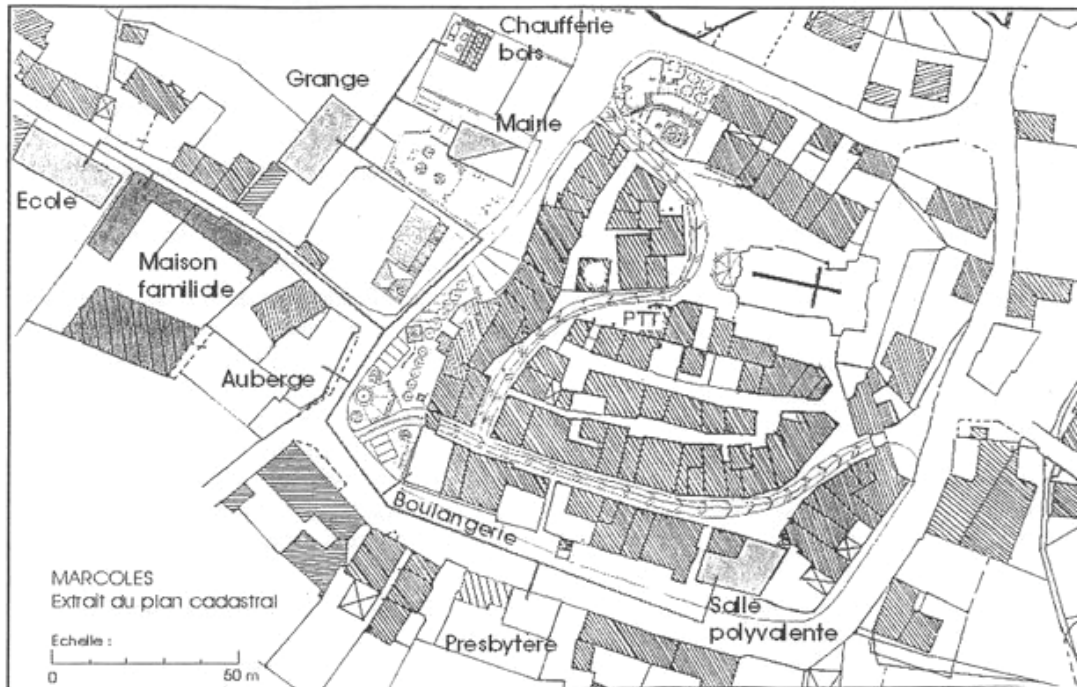 Chaufferie
bois
Grange
Mairie
Ecole
Maison
familiale
PTT
Auberge
Boulangerie
MARCOLES
Extrait du plan cadastral
Salle
polyvalente
Echelle :
Presbytère
0 50 m